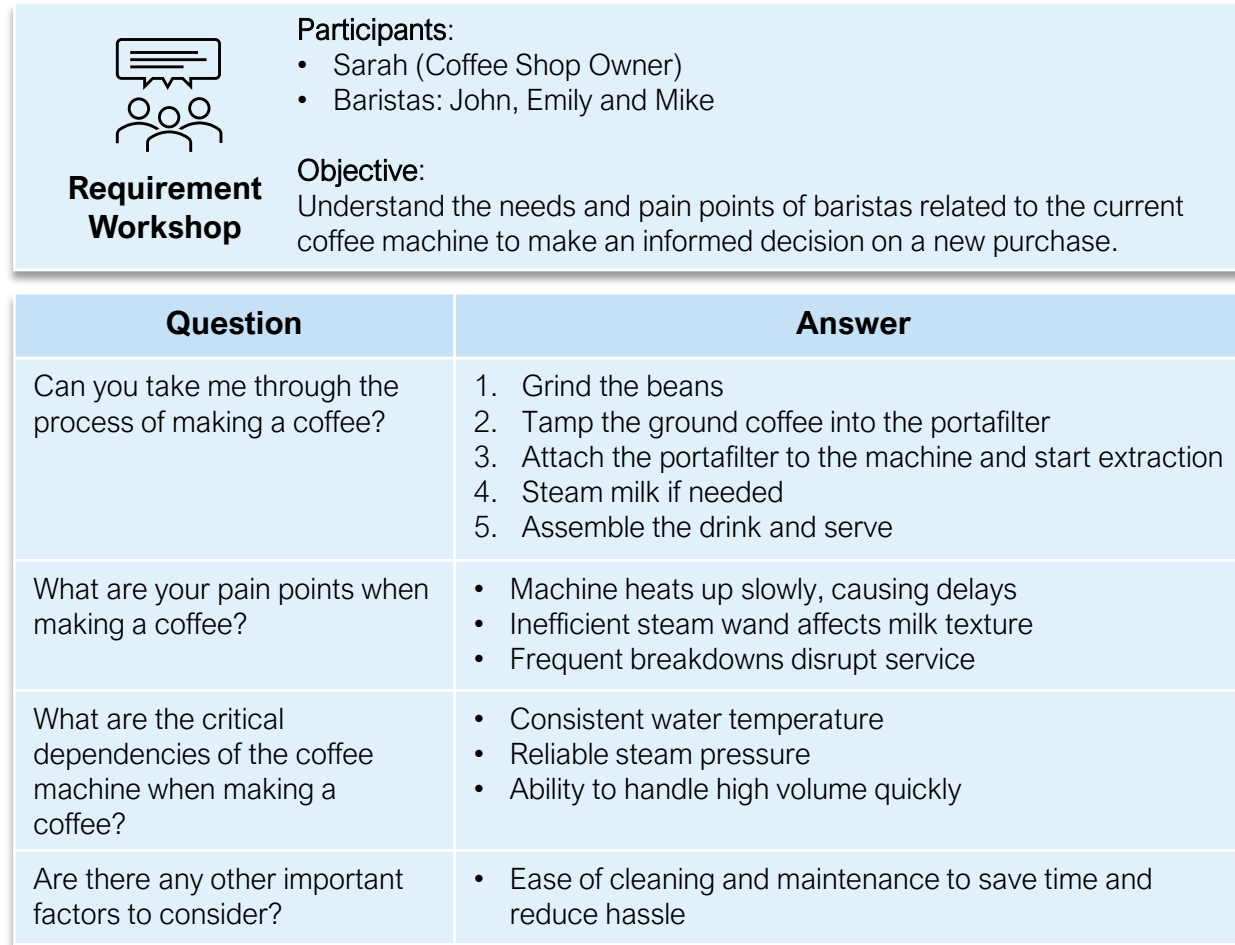 Requirement
Workshop
Participants:
• Sarah (Coffee Shop Owner)
• Baristas: John, Emily and Mike
Objective:
Understand the needs and pain points of baristas related to the current
coffee machine to make an informed decision on a new purchase.
Question
Answer
Can you take me through the
process of making a coffee?
1. Grind the beans
2. Tamp the ground coffee into the portafilter
3. Attach the portafilter to the machine and start extraction
4. Steam milk if needed
5. Assemble the drink and serve
What are your pain points when
making a coffee?
• Machine heats up slowly, causing delays
• Inefficient steam wand affects milk texture
• Frequent breakdowns disrupt service
What are the critical
dependencies of the coffee
machine when making a
coffee?
• Consistent water temperature
• Reliable steam pressure
• Ability to handle high volume quickly
Are there any other important
factors to consider?
• Ease of cleaning and maintenance to save time and
reduce hassle